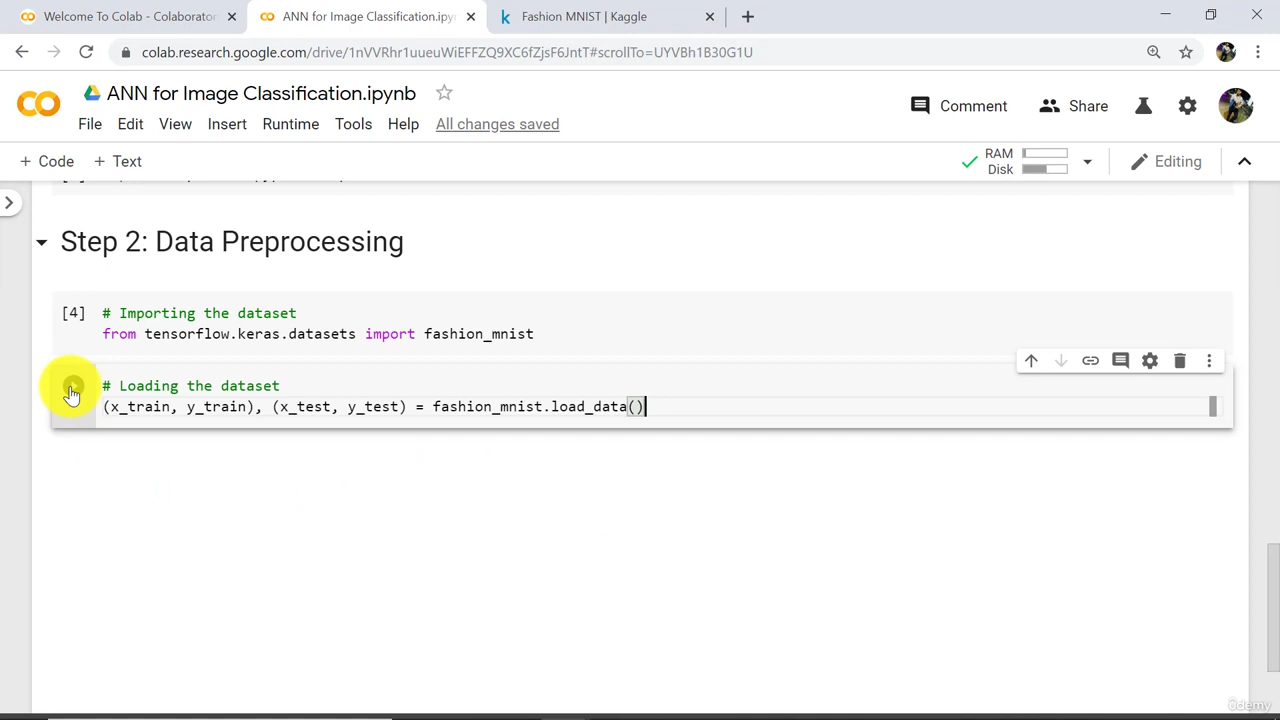 Welcome To Colab - Colaborator
ANN for Image Classification.ipyn
Fashion MNIST | Kaggle
colab.research.google.com/drive/1nVVRhr1uueuWiEFFZQ9XC6fZjsF6JntT#scrollTo=UYVBh1B30G1U
ANN for Image Classification.ipynb
Comment
Share
File Edit View Insert Runtime Tools Help All changes saved
+ Code + Text
RAM
Disk
Editing
Step 2: Data Preprocessing
[4] # Importing the dataset
from tensorflow.keras.datasets import fashion_mnist
# Loading the dataset
(x_train, y_train), (x_test, y_test) = fashion_mnist.load_data()
ûdemy